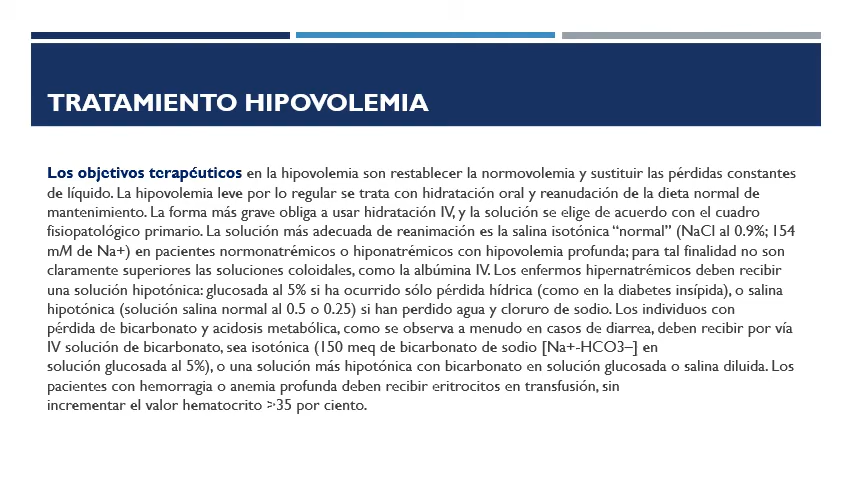 TRATAMIENTO HIPOVOLEMIA
Los objetivos terapéuticos en la hipovolemia son restablecer la normovolemia y sustituir las pérdidas constantes
de líquido. La hipovolemia leve por lo regular se trata con hidratación oral y reanudación de la dieta normal de
mantenimiento. La forma más grave obliga a usar hidratación IV, y la solución se elige de acuerdo con el cuadro
fisiopatológico primario. La solución más adecuada de reanimación es la salina isotónica “normal” (NaCl al 0.9%; 154
mM de Na+) en pacientes normonatrémicos o hiponatrémicos con hipovolemia profunda; para tal finalidad no son
claramente superiores las soluciones coloidales, como la albúmina IV. Los enfermos hipernatrémicos deben recibir
una solución hipotónica: glucosada al 5% si ha ocurrido sólo pérdida hídrica (como en la diabetes insípida), o salina
hipotónica (solución salina normal al 0.5 o 0.25) si han perdido agua y cloruro de sodio. Los individuos con
pérdida de bicarbonato y acidosis metabólica, como se observa a menudo en casos de diarrea, deben recibir por vía
IV solución de bicarbonato, sea isotónica (150 meq de bicarbonato de sodio [Na+-HCO3–] en
solución glucosada al 5%), o una solución más hipotónica con bicarbonato en solución glucosada o salina diluida. Los
pacientes con hemorragia o anemia profunda deben recibir eritrocitos en transfusión, sin
incrementar el valor hematocrito >35 por ciento.